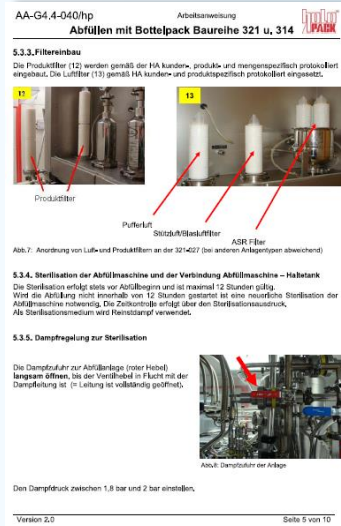 AA-G4.4-040/hp
Arbeitsanweisung
Abfüllen mit Bottelpack Baureihe 321 u, 314
holo
PACK
5.3.3. Filtereinbau
Die Produktfilter (12) werden gemäß der HA kunden-, produkt- und mengenspezifisch protokolliert
eingebaut. Die Luftfilter (13) gemäß HA kunden- und produktspezifisch protokolliert eingesetzt.
12
13
Produktfilter
Pufferluft
Stützluft/Blasluftfilter
ASR Filter
Abb.7: Anordnung von Luft- und Produktfiltern an der 321-027 (bei anderen Anlagentypen abweichend)
5.3.4. Sterilisation der Abfüllmaschine und der Verbindung Abfüllmaschine – Haltetank
Die Sterilisation erfolgt stets vor Abfüllbeginn und ist maximal 12 Stunden gültig.
Wird die Abfüllung nicht innerhalb von 12 Stunden gestartet ist eine neuerliche Sterilisation der
Abfüllmaschine notwendig. Die Zeitkontrolle erfolgt über den Sterilisationsausdruck.
Als Sterilisationsmedium wird Reinstdampf verwendet.
5.3.5. Dampfregelung zur Sterilisation
Die Dampfzufuhr zur Abfüllanlage (roter Hebel)
langsam öffnen, bis der Ventilhebel in Flucht mit der
Dampfleitung ist (= Leitung ist vollständig geöffnet).
Abb.8: Dampfzufuhr der Anlage
Den Dampfdruck zwischen 1,8 bar und 2 bar einstellen.
Version 2.0
Seite 5 von 10